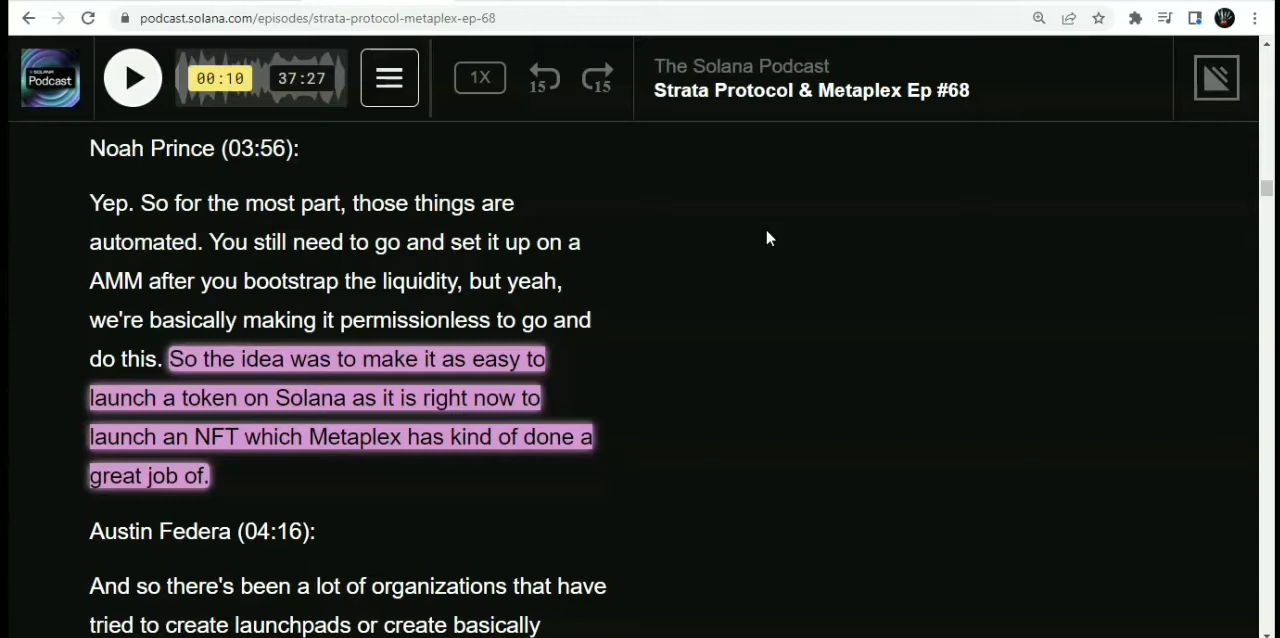 podcast.solana.com/episodes/strata-protocol-metaplex-ep-68
SOLANA
Podcast
00:10
37:27
1X
15
15
The Solana Podcast
Strata Protocol & Metaplex Ep #68
Noah Prince (03:56):
Yep. So for the most part, those things are
automated. You still need to go and set it up on a
AMM after you bootstrap the liquidity, but yeah,
we're basically making it permissionless to go and
do this. So the idea was to make it as easy to
launch a token on Solana as it is right now to
launch an NFT which Metaplex has kind of done a
great job of.
Austin Federa (04:16):
And so there's been a lot of organizations that have
tried to create launchpads or create basically